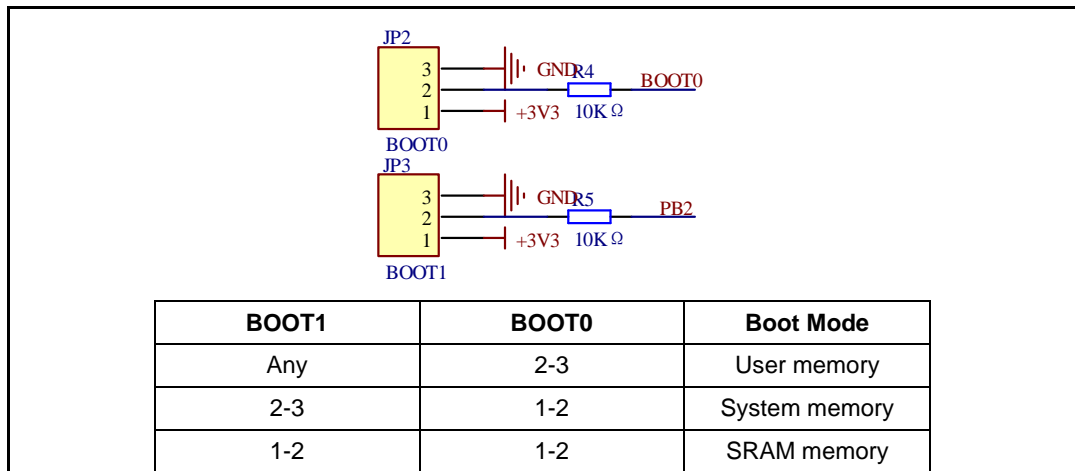 JP2
3 GND R4 BOOT0
2
1 +3V3 10KΩ
BOOT0
JP3
3 GND R5 PB2
2
1 +3V3 10KΩ
BOOT1
BOOT1 BOOT0 Boot Mode
Any 2-3 User memory
2-3 1-2 System memory
1-2 1-2 SRAM memory